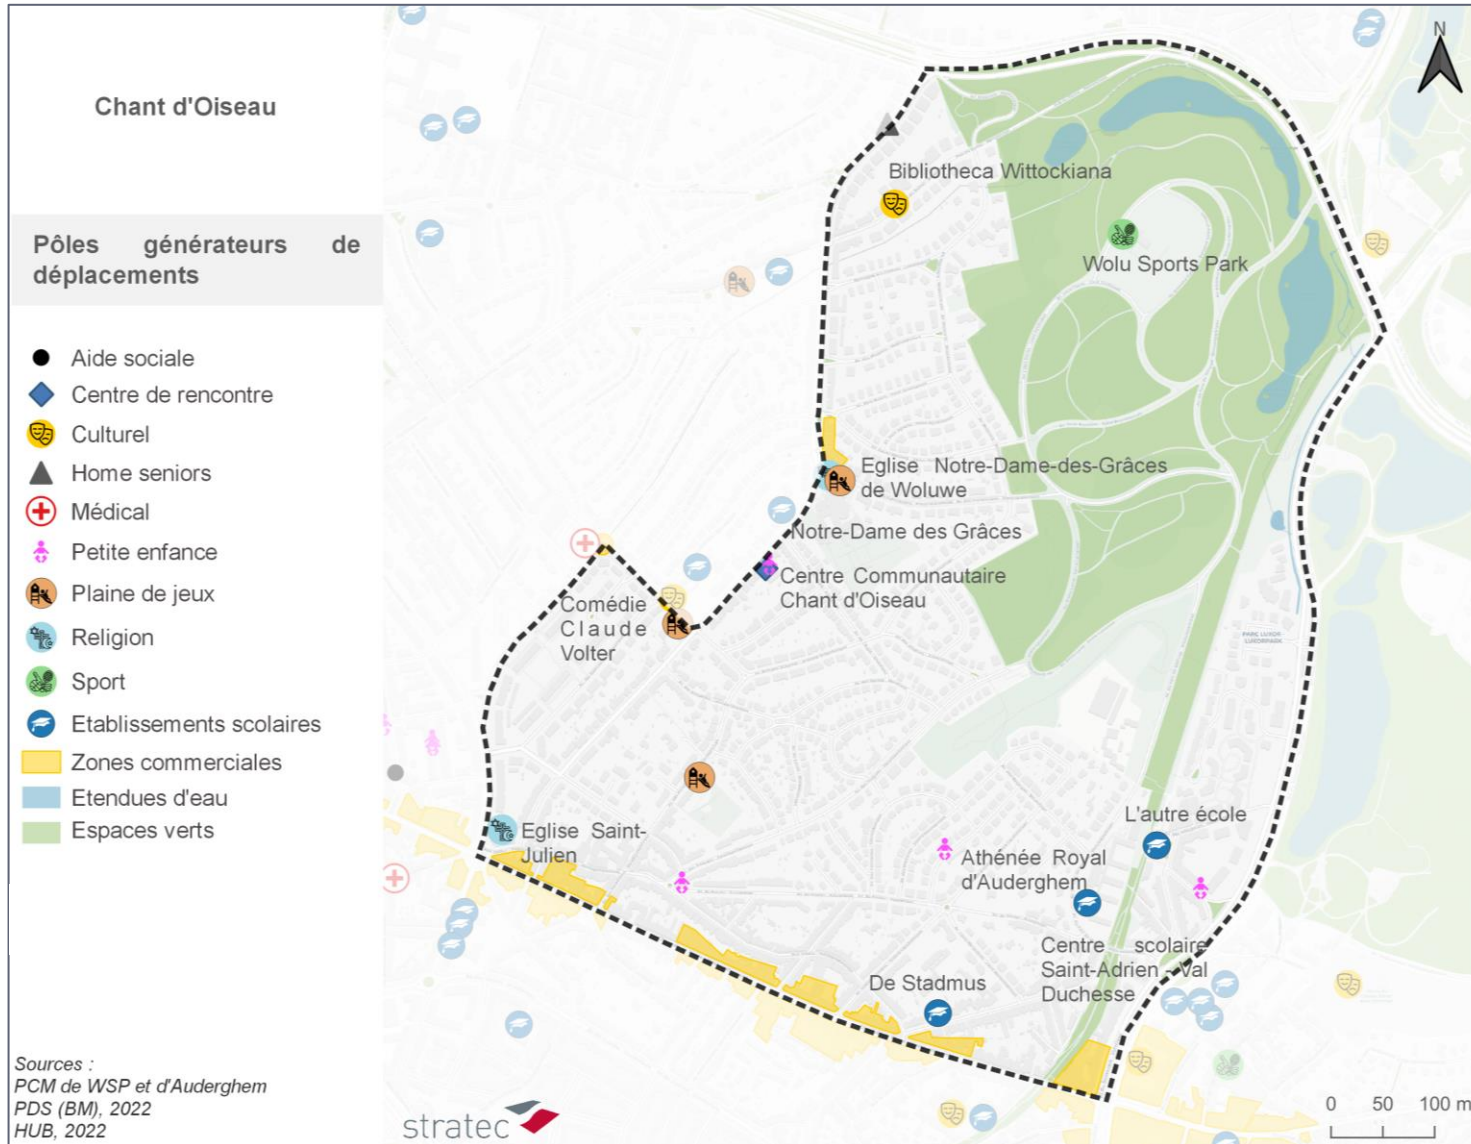 Chant d'Oiseau
Pôles générateurs de
déplacements
Aide sociale
Centre de rencontre
Culturel
Home seniors
Médical
Petite enfance
Plaine de jeux
Religion
Sport
Etablissements scolaires
Zones commerciales
Etendues d'eau
Espaces verts
Sources :
PCM de WSP et d'Auderghem
PDS (BM), 2022
HUB, 2022
N
Bibliotheca Wittockiana
Wolu Sports Park
Eglise Notre-Dame-des-Grâces
de Woluwe
Notre-Dame des Grâces
Centre Communautaire
Chant d'Oiseau
Comédie
Claude
Volter
PARC LUXOR-
LUXORPARK
L'autre école
Eglise Saint-
Julien
Athénée Royal
d'Auderghem
Centre scolaire
Saint-Adrien - Val
Duchesse
De Stadmus
stratec
0 50 100 m